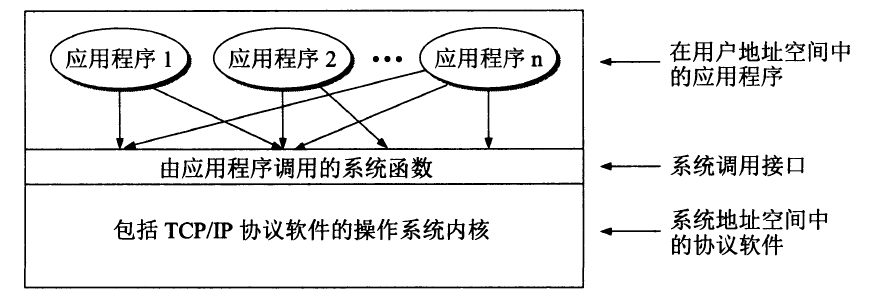 应用程序 1
应用程序 2
•••
应用程序 n
在用户地址空间中
的应用程序
由应用程序调用的系统函数
系统调用接口
包括 TCP/IP 协议软件的操作系统内核
系统地址空间中
的协议软件